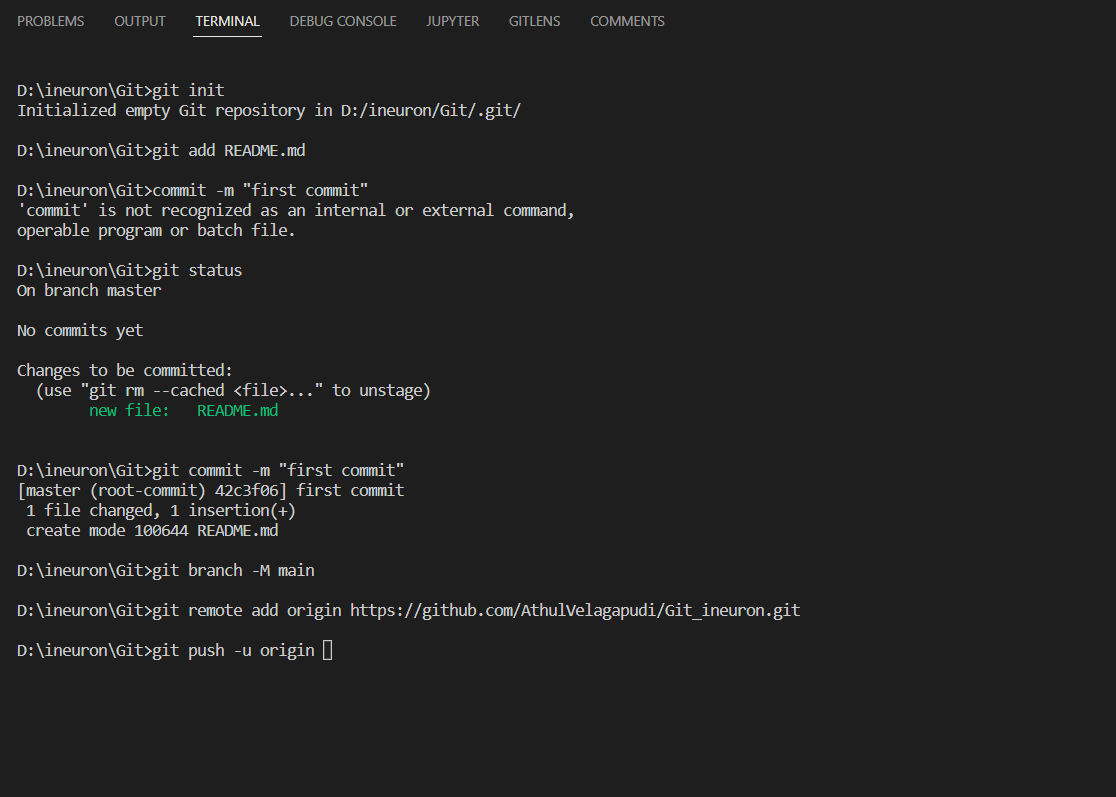 PROBLEMS OUTPUT TERMINAL DEBUG CONSOLE JUPYTER GITLENS COMMENTS
D:\ineuron\Git>git init
Initialized empty Git repository in D:/ineuron/Git/.git/
D:\ineuron\Git>git add README.md
D:\ineuron\Git>commit -m "first commit"
'commit' is not recognized as an internal or external command,
operable program or batch file.
D:\ineuron\Git>git status
On branch master
No commits yet
Changes to be committed:
  (use "git rm --cached <file>..." to unstage)
        new file:   README.md
D:\ineuron\Git>git commit -m "first commit"
[master (root-commit) 42c3f06] first commit
 1 file changed, 1 insertion(+)
 create mode 100644 README.md
D:\ineuron\Git>git branch -M main
D:\ineuron\Git>git remote add origin https://github.com/AthulVelagapudi/Git_ineuron.git
D:\ineuron\Git>git push -u origin